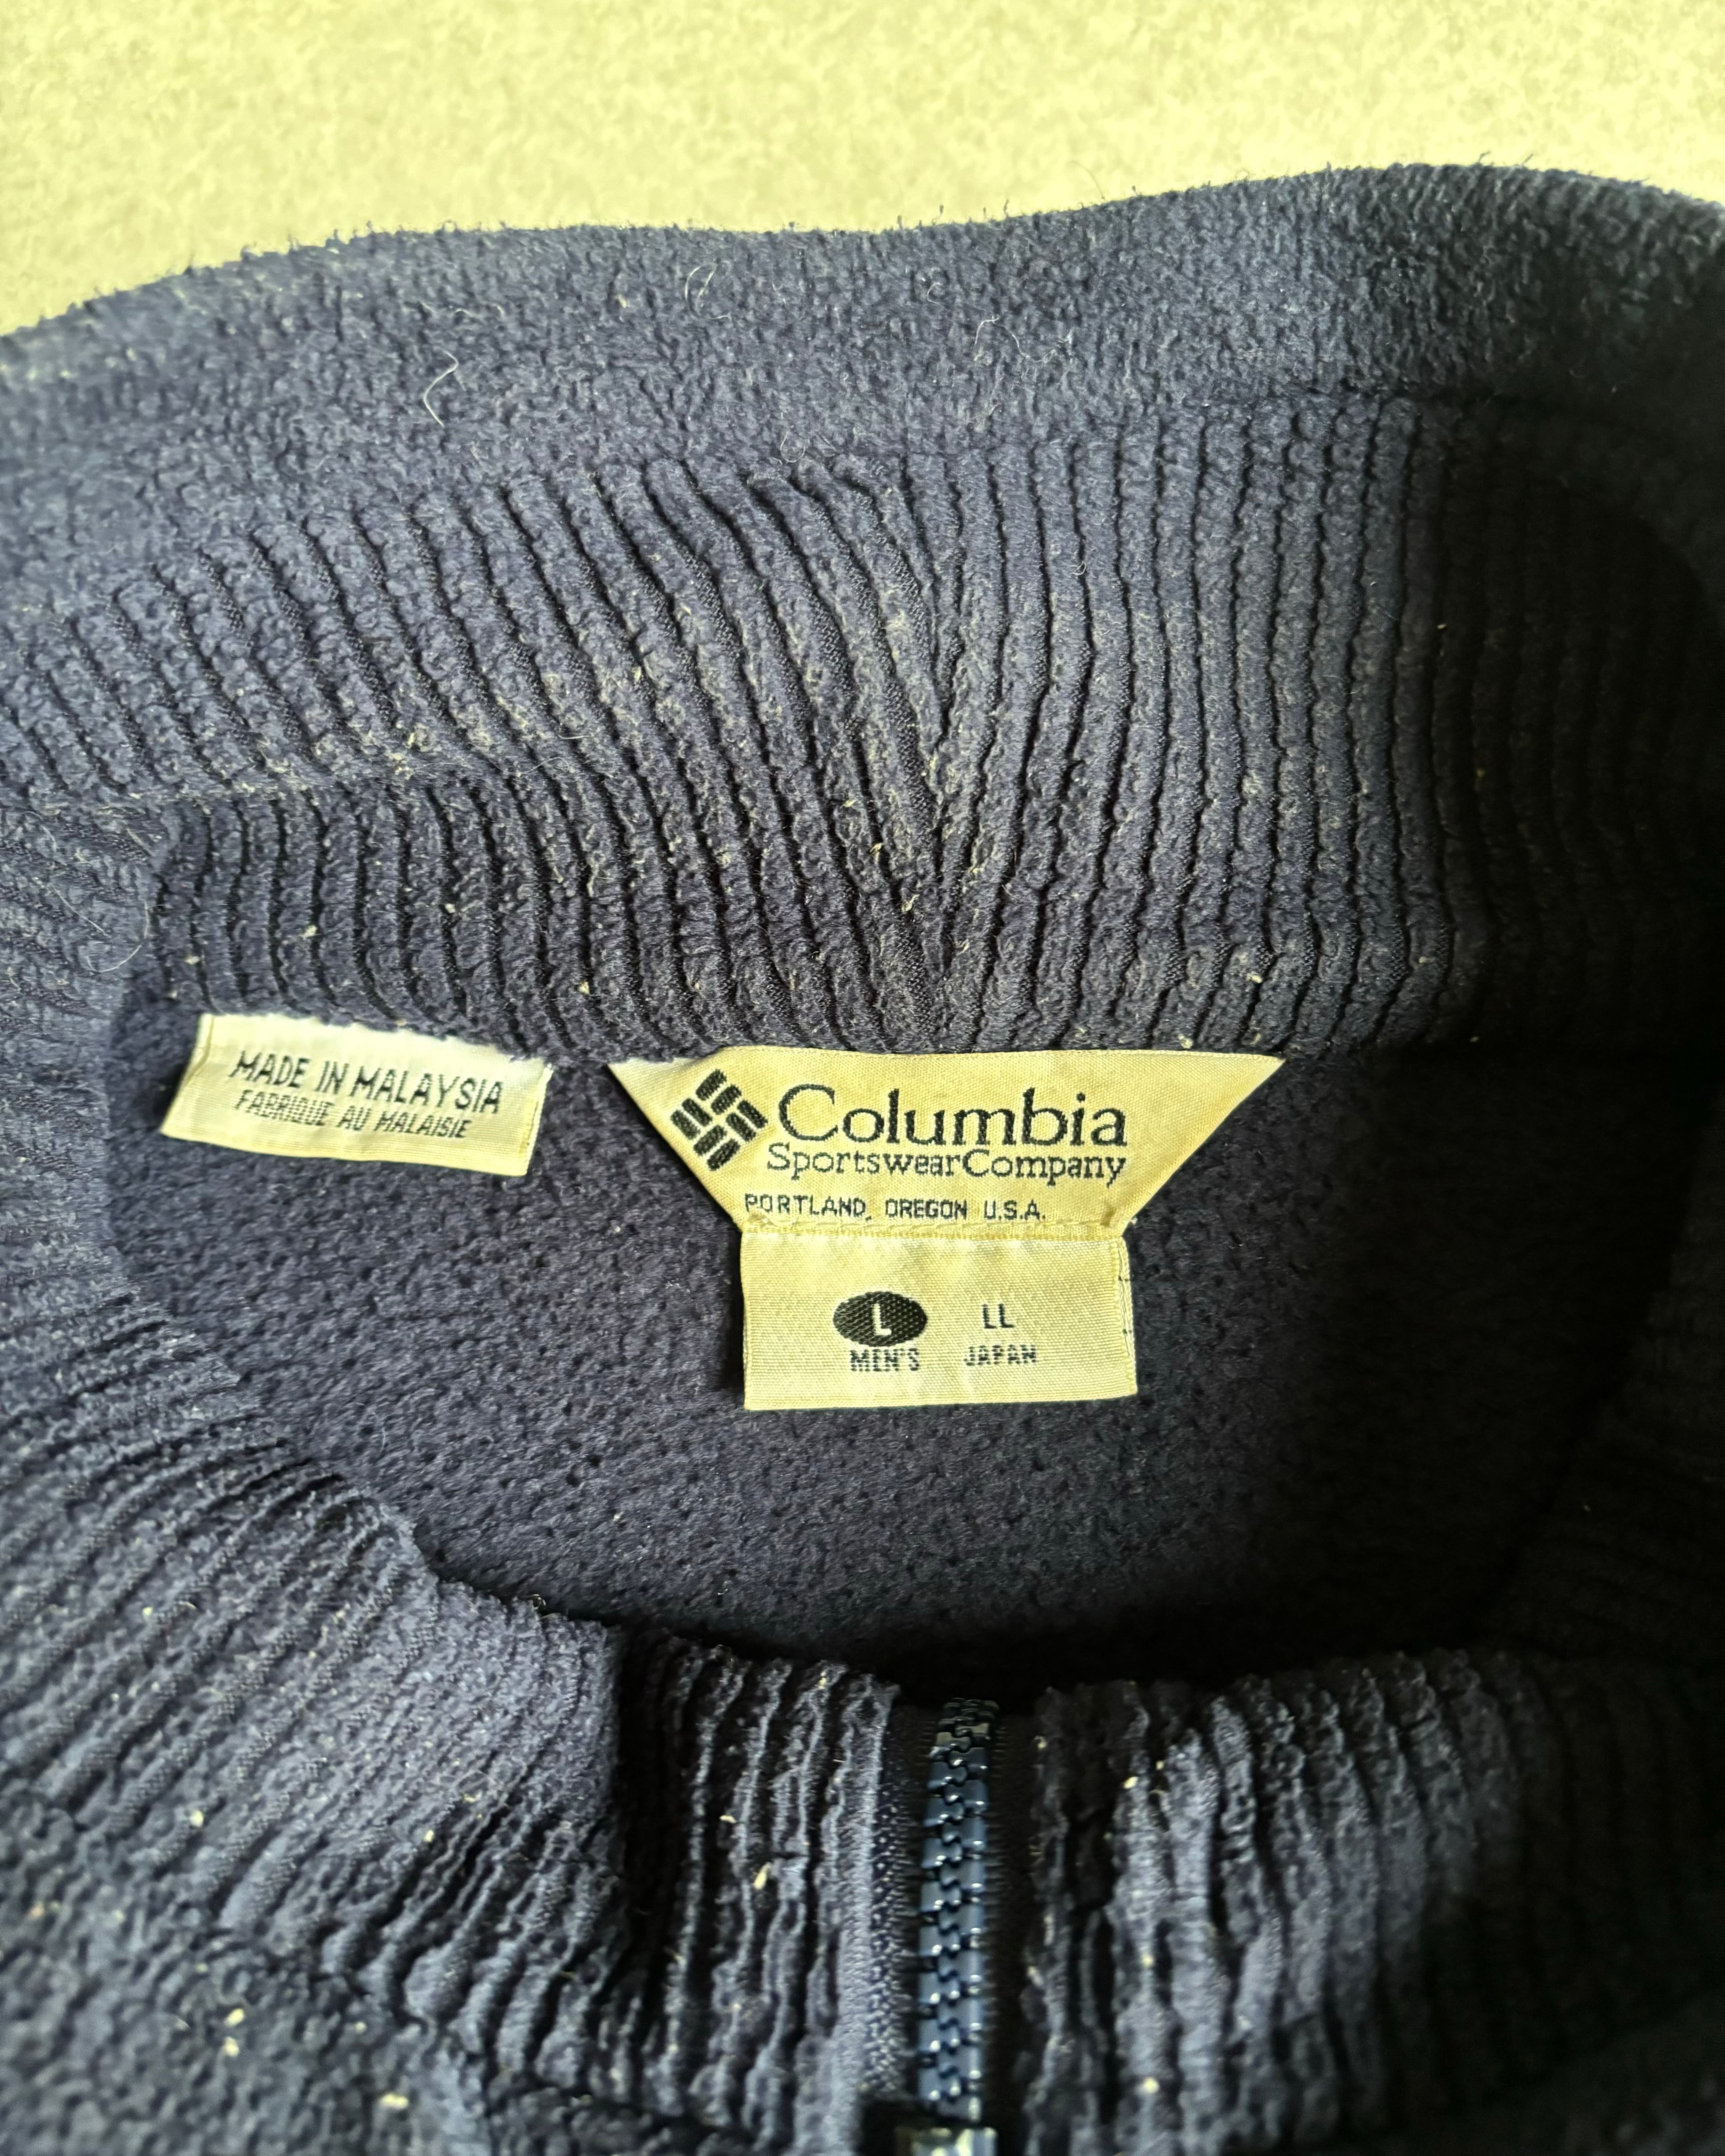 MADE IN MALAYSIA
FABRIQUE AU MALAISIE
Columbia
SportswearCompany
PORTLAND, OREGON U.S.A.
L LL
MEN'S JAPAN